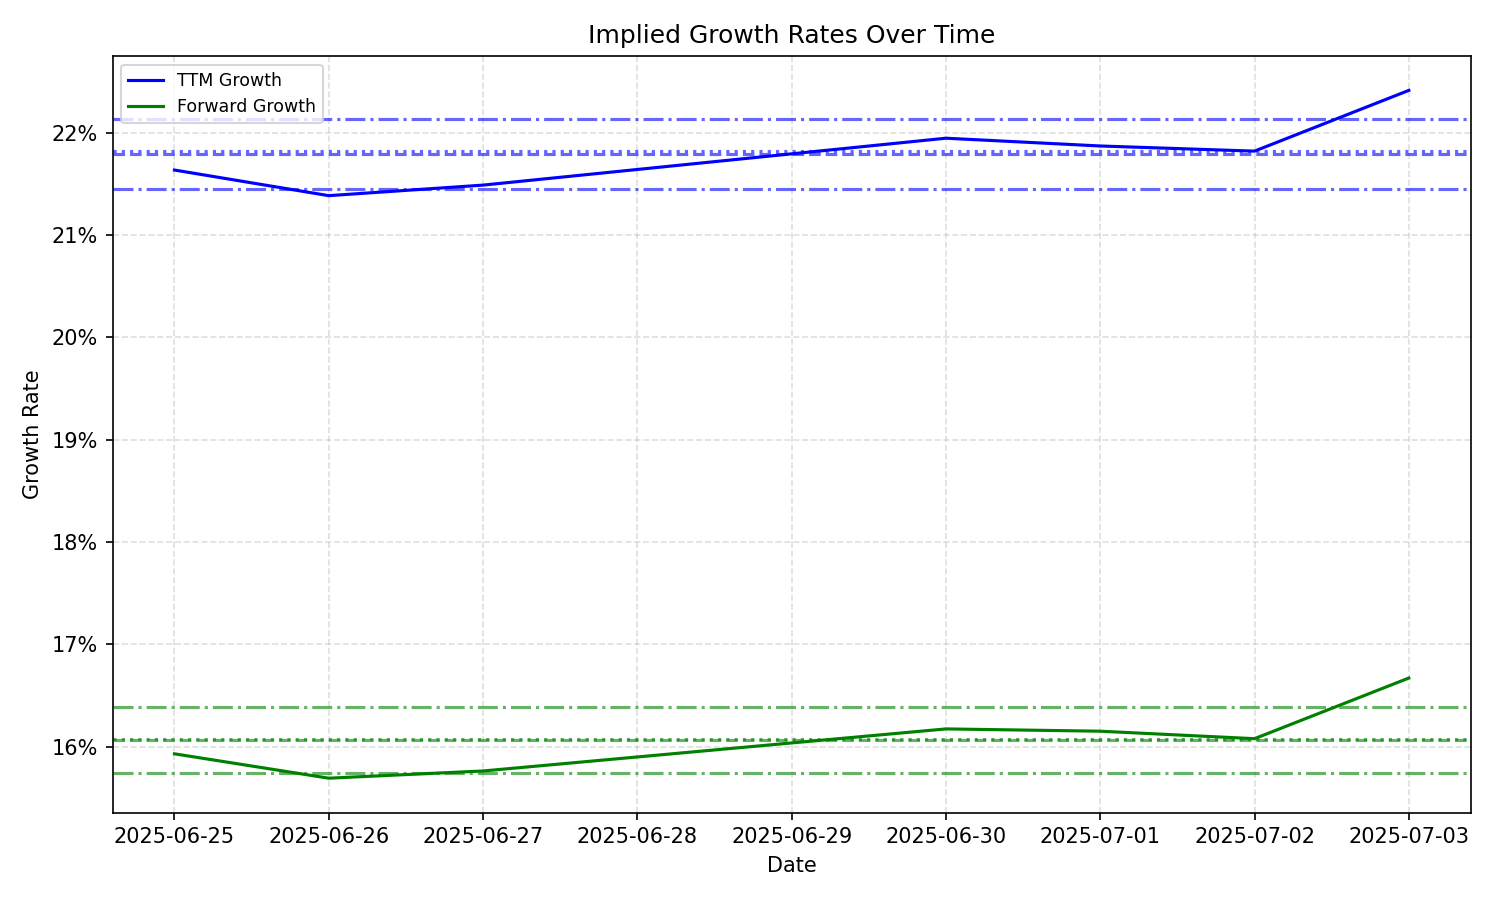 Implied Growth Rates Over Time
TTM Growth
Forward Growth
22%
21%
20%
19%
18%
17%
16%
Growth Rate
2025-06-25 2025-06-26 2025-06-27 2025-06-28 2025-06-29 2025-06-30 2025-07-01 2025-07-02 2025-07-03
Date